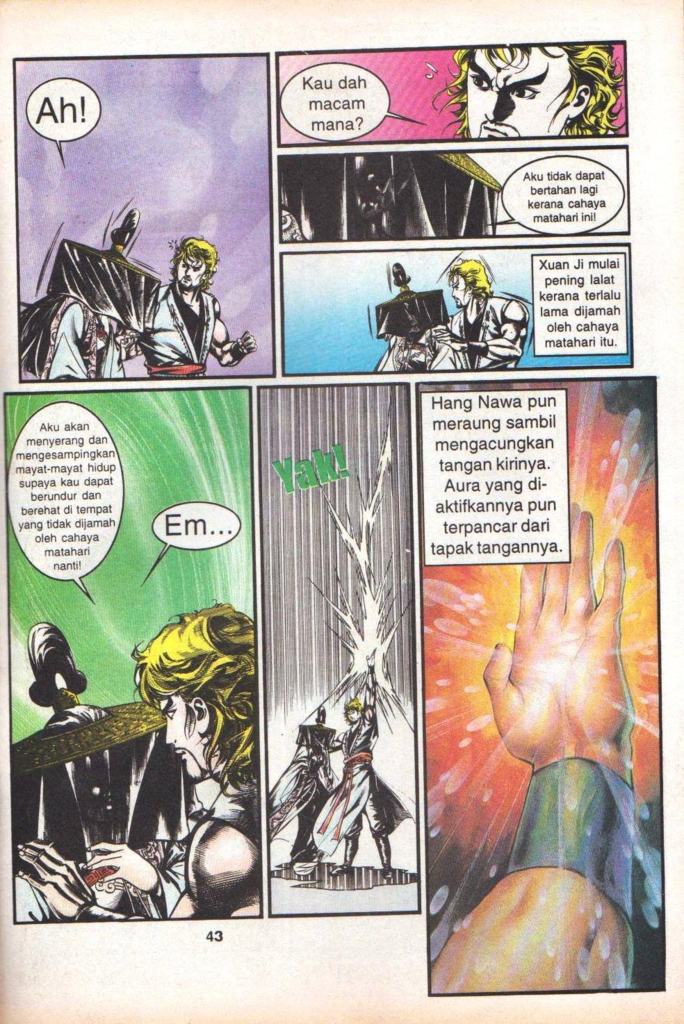 Ah!
Kau dah
macam
mana?
Aku tidak dapat
bertahan lagi
kerana cahaya
matahari ini!
Xuan Ji mulai
pening lalat
kerana terlalu
lama dijamah
oleh cahaya
matahari itu.
Aku akan
menyerang dan
mengesampingkan
mayat-mayat hidup
supaya kau dapat
berundur dan
berehat di tempat
yang tidak dijamah
oleh cahaya
matahari
nanti!
Em...
Yak!
Hang Nawa pun
meraung sambil
mengacungkan
tangan kirinya.
Aura yang di-
aktifkannya pun
terpancar dari
tapak tangannya.
43